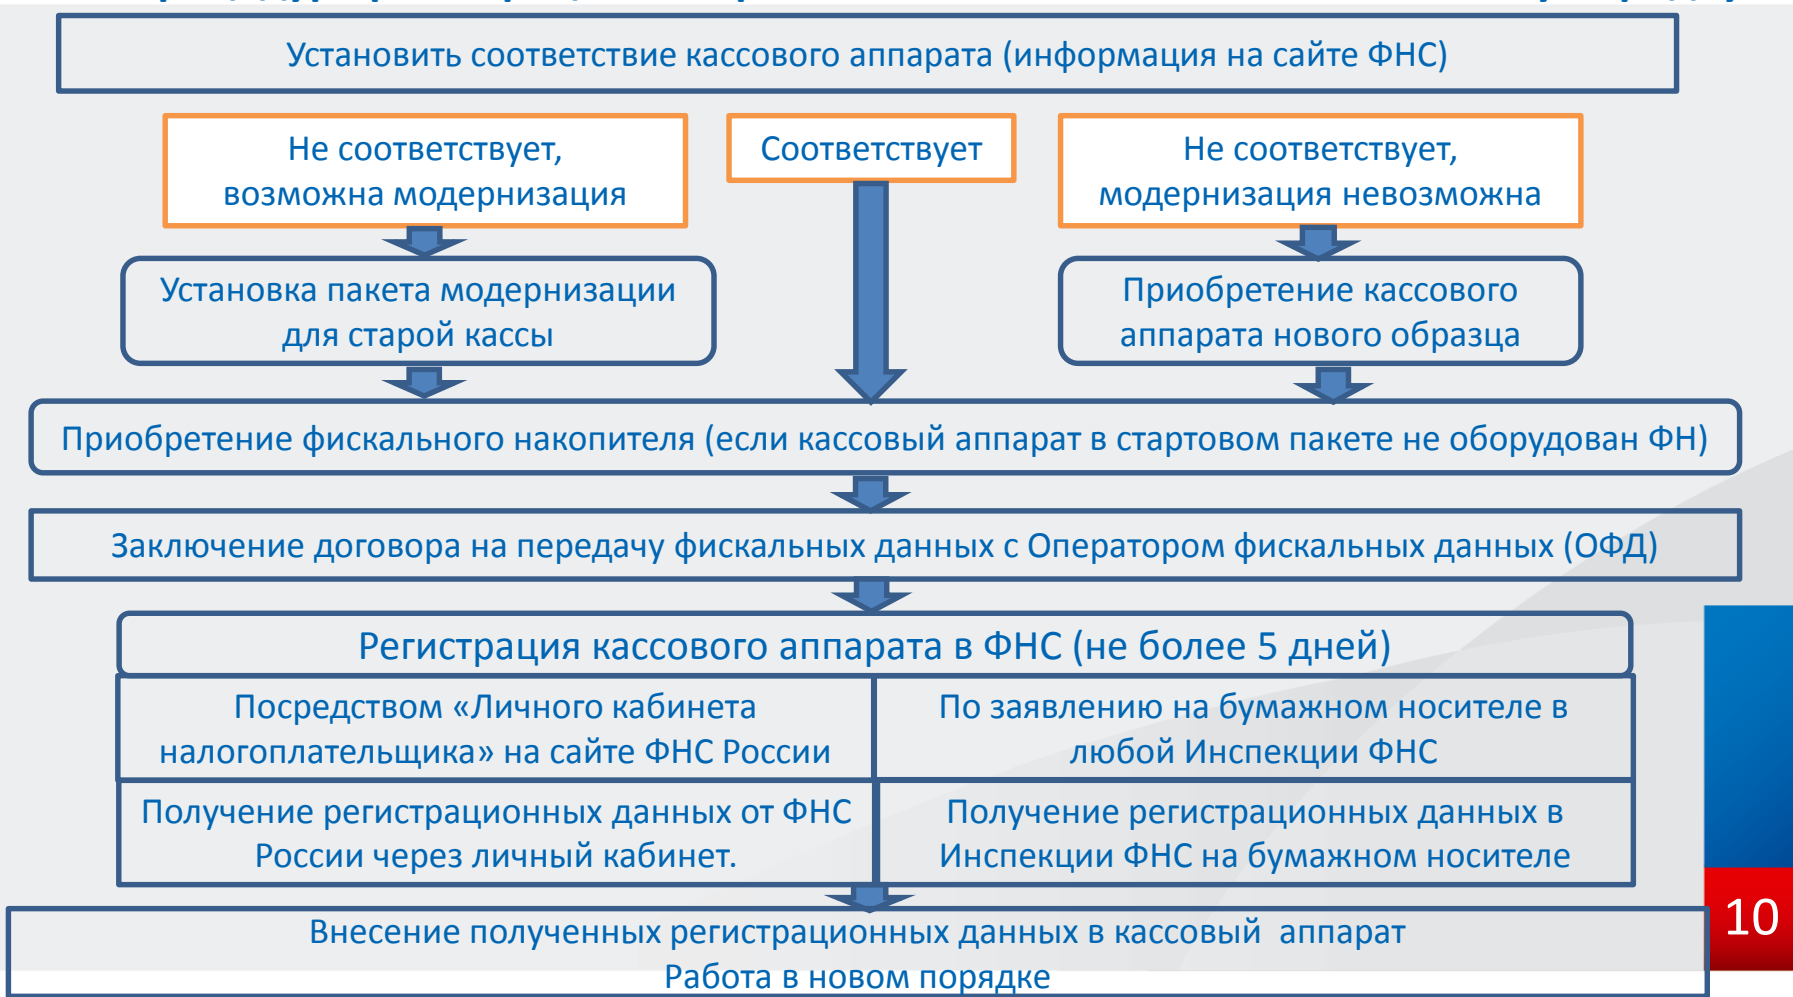 Установить соответствие кассового аппарата (информация на сайте ФНС)
Не соответствует,
возможна модернизация
Соответствует
Не соответствует,
модернизация невозможна
Установка пакета модернизации
для старой кассы
Приобретение кассового
аппарата нового образца
Приобретение фискального накопителя (если кассовый аппарат в стартовом пакете не оборудован ФН)
Заключение договора на передачу фискальных данных с Оператором фискальных данных (ОФД)
Регистрация кассового аппарата в ФНС (не более 5 дней)
Посредством «Личного кабинета
налогоплательщика» на сайте ФНС России
По заявлению на бумажном носителе в
любой Инспекции ФНС
Получение регистрационных данных от ФНС
России через личный кабинет.
Получение регистрационных данных в
Инспекции ФНС на бумажном носителе
10
Внесение полученных регистрационных данных в кассовый аппарат
Работа в новом порядке